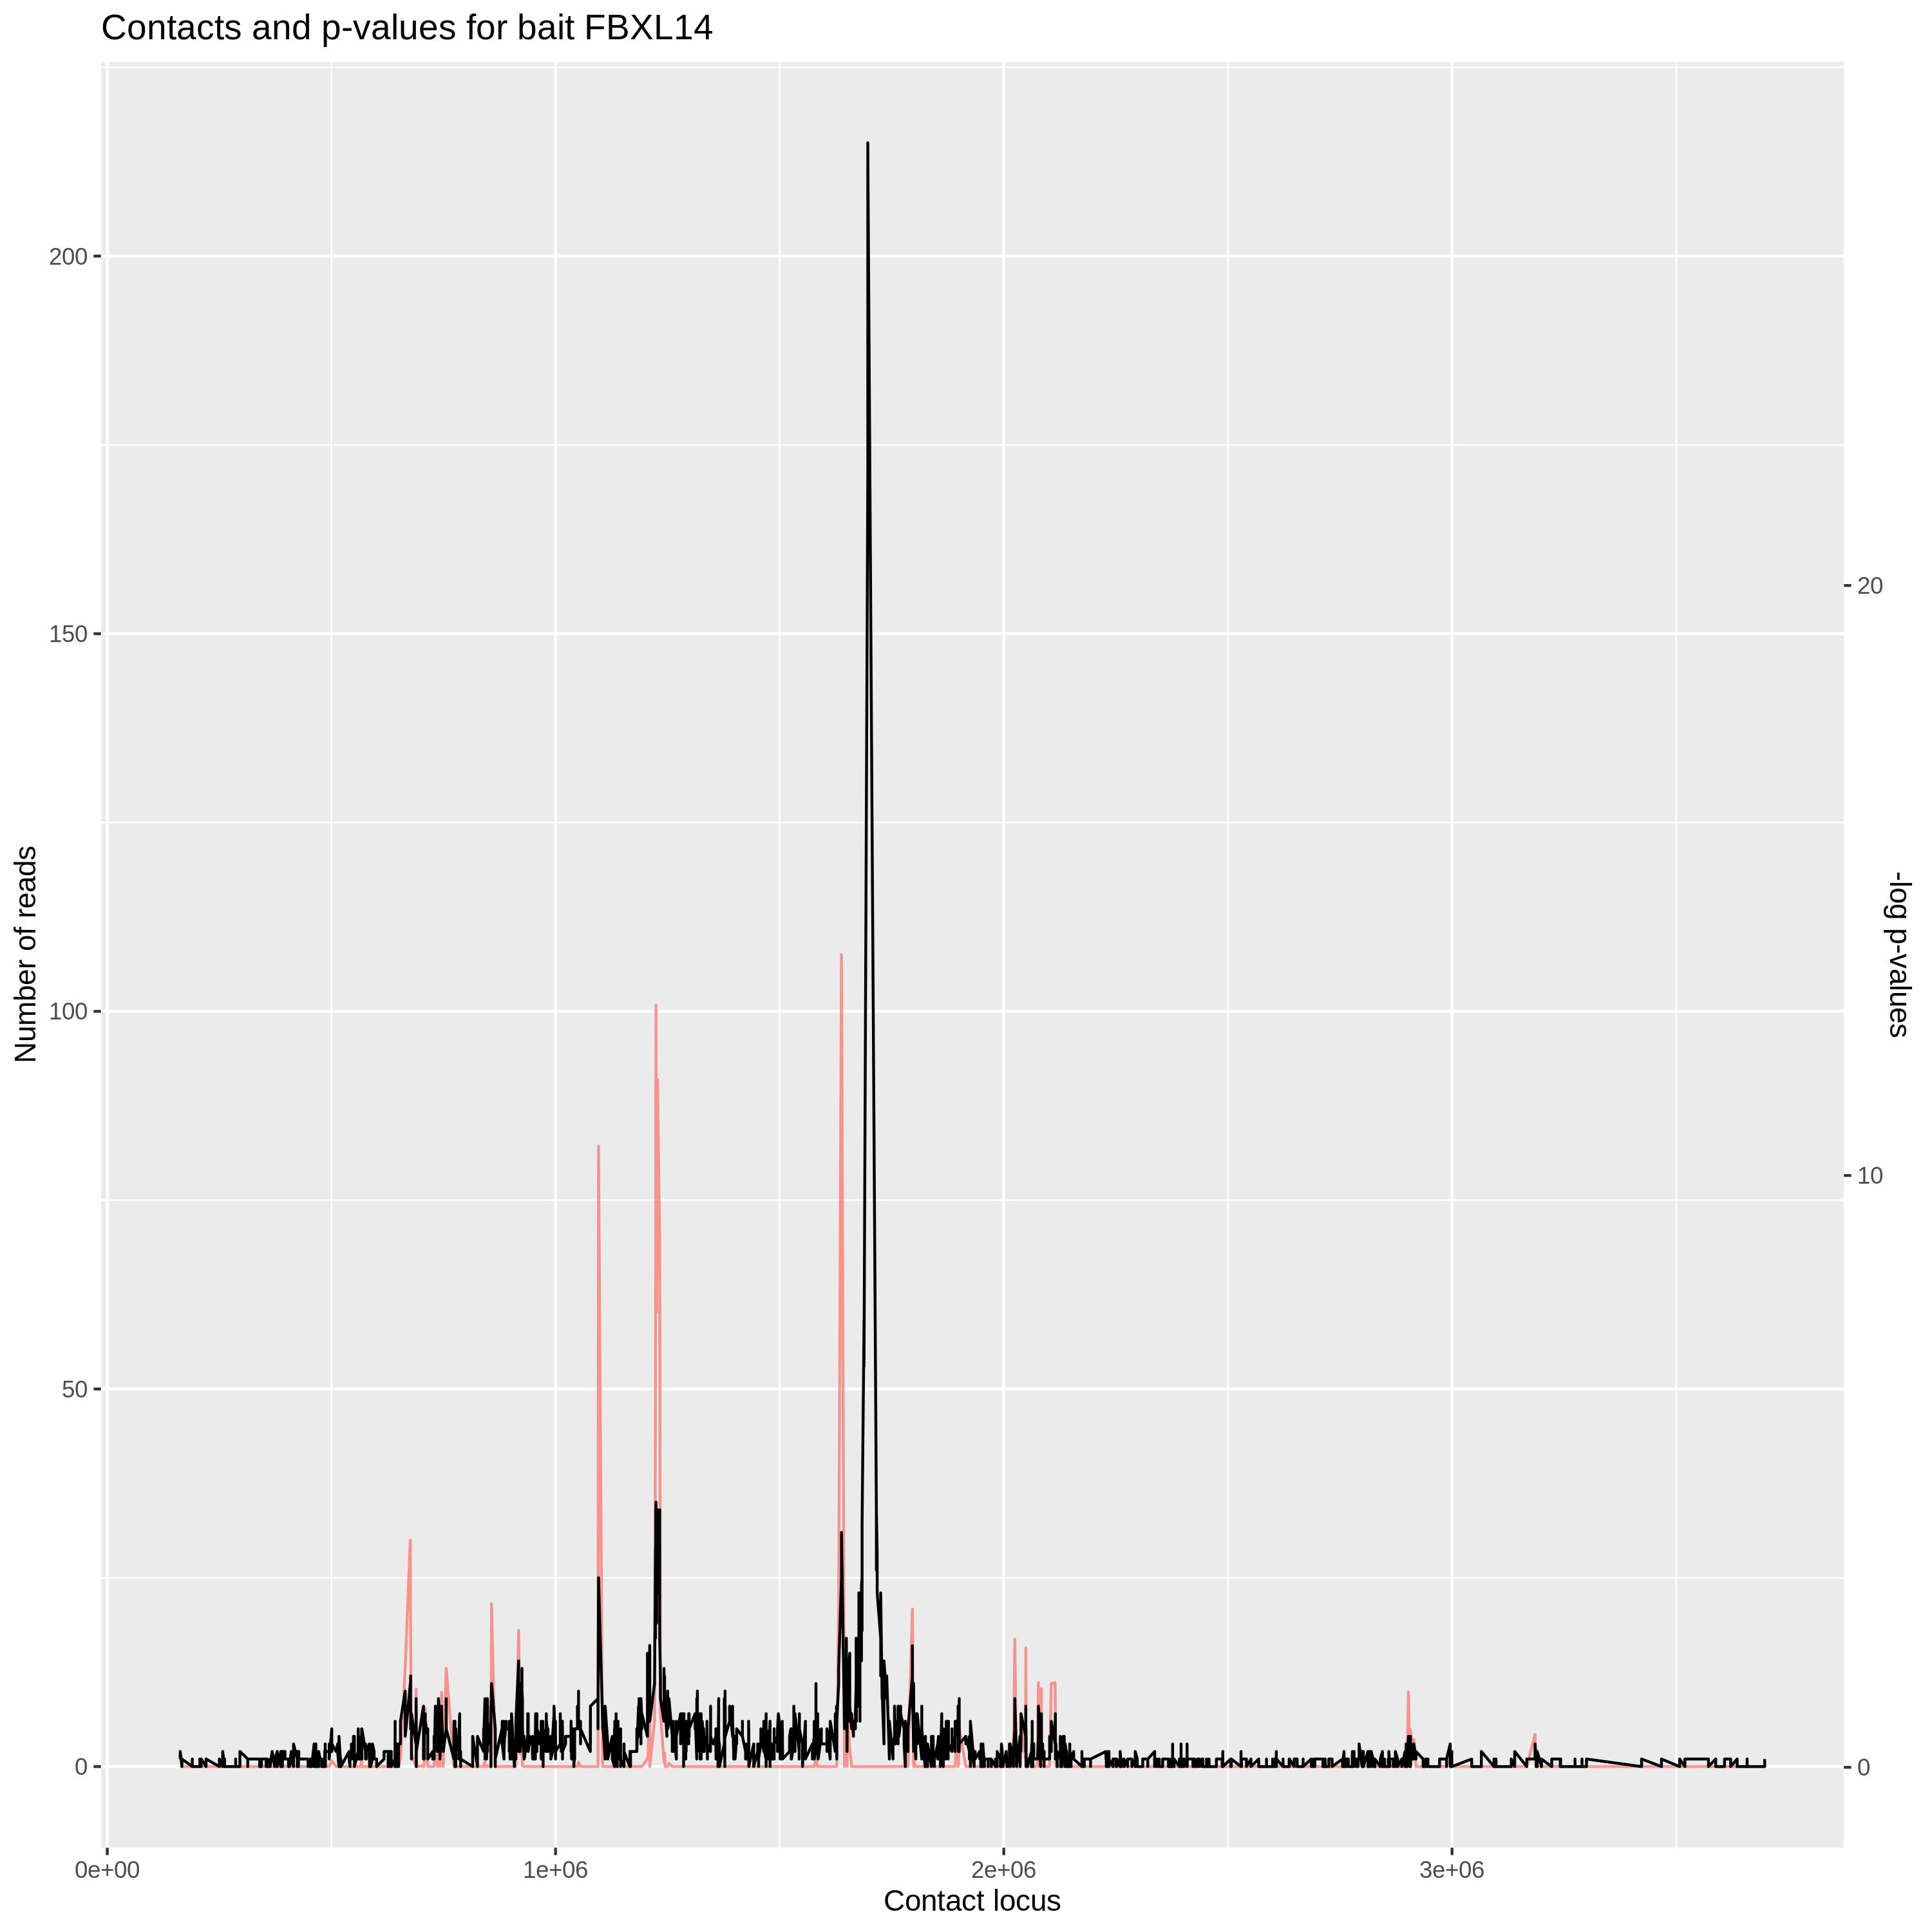 Contacts and p-values for bait FBXL14
200
150
100
50
0
Number of reads
20
10
0
-log p-values
0e+00
1e+06
2e+06
3e+06
Contact locus